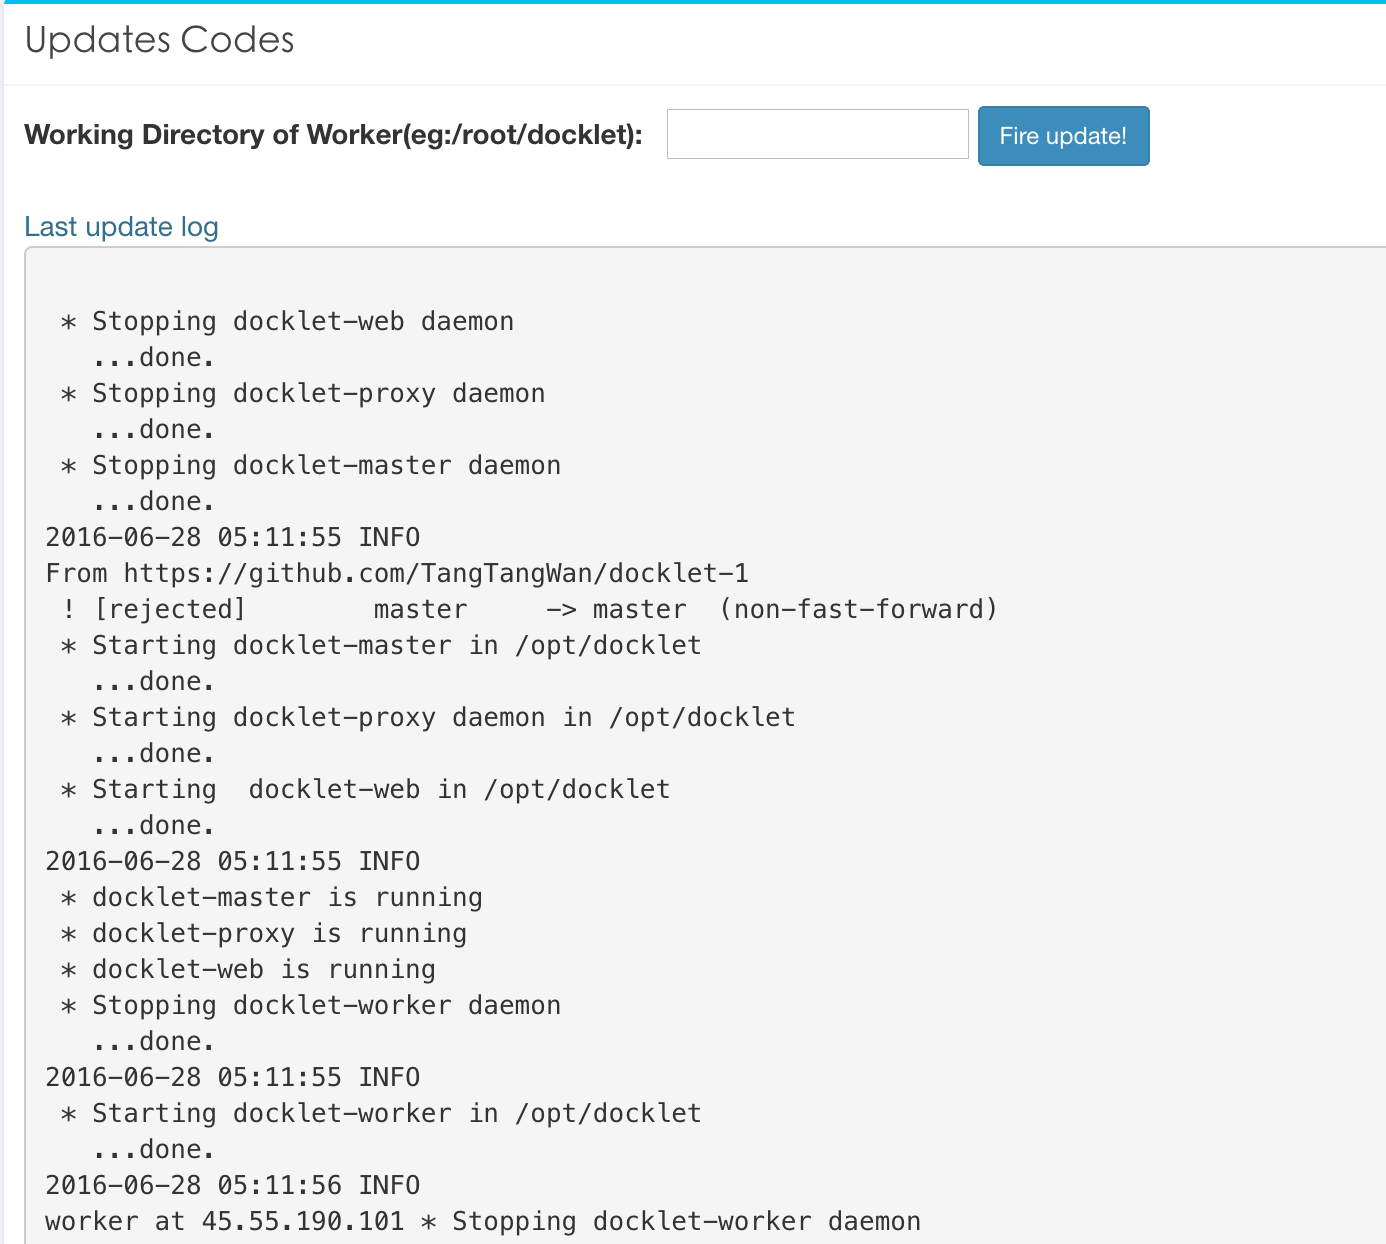 Updates Codes
Working Directory of Worker(eg:/root/docklet): Fire update!
Last update log
* Stopping docklet-web daemon
...done.
* Stopping docklet-proxy daemon
...done.
* Stopping docklet-master daemon
...done.
2016-06-28 05:11:55 INFO
From https://github.com/TangTangWan/docklet-1
! [rejected]        master     -> master  (non-fast-forward)
* Starting docklet-master in /opt/docklet
...done.
* Starting docklet-proxy daemon in /opt/docklet
...done.
* Starting  docklet-web in /opt/docklet
...done.
2016-06-28 05:11:55 INFO
* docklet-master is running
* docklet-proxy is running
* docklet-web is running
* Stopping docklet-worker daemon
...done.
2016-06-28 05:11:55 INFO
* Starting docklet-worker in /opt/docklet
...done.
2016-06-28 05:11:56 INFO
worker at 45.55.190.101 * Stopping docklet-worker daemon